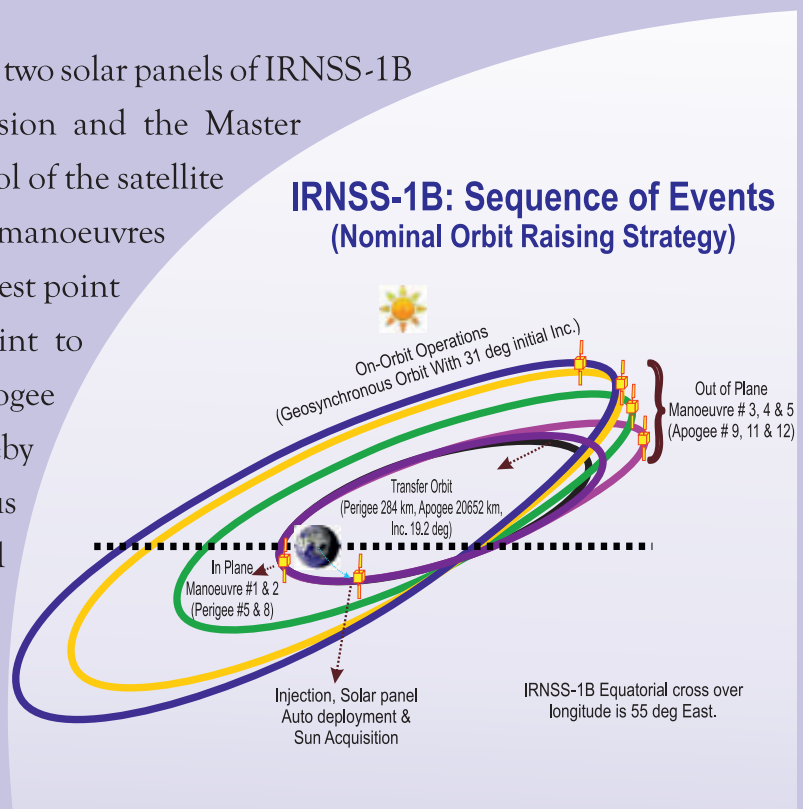 two solar panels of IRNSS-1B
sion and the Master
ol of the satellite
manoeuvres
est point
int to
ogee
eby
us
l
IRNSS-1B: Sequence of Events
(Nominal Orbit Raising Strategy)
On-Orbit Operations
(Geosynchronous Orbit With 31 deg initial Inc.)
Out of Plane
Manoeuvre # 3, 4 & 5
(Apogee # 9, 11 & 12)
Transfer Orbit
(Perigee 284 km, Apogee 20652 km,
Inc. 19.2 deg)
In Plane
Manoeuvre #1 & 2
(Perigee #5 & 8)
Injection, Solar panel
Auto deployment &
Sun Acquisition
IRNSS-1B Equatorial cross over
longitude is 55 deg East.